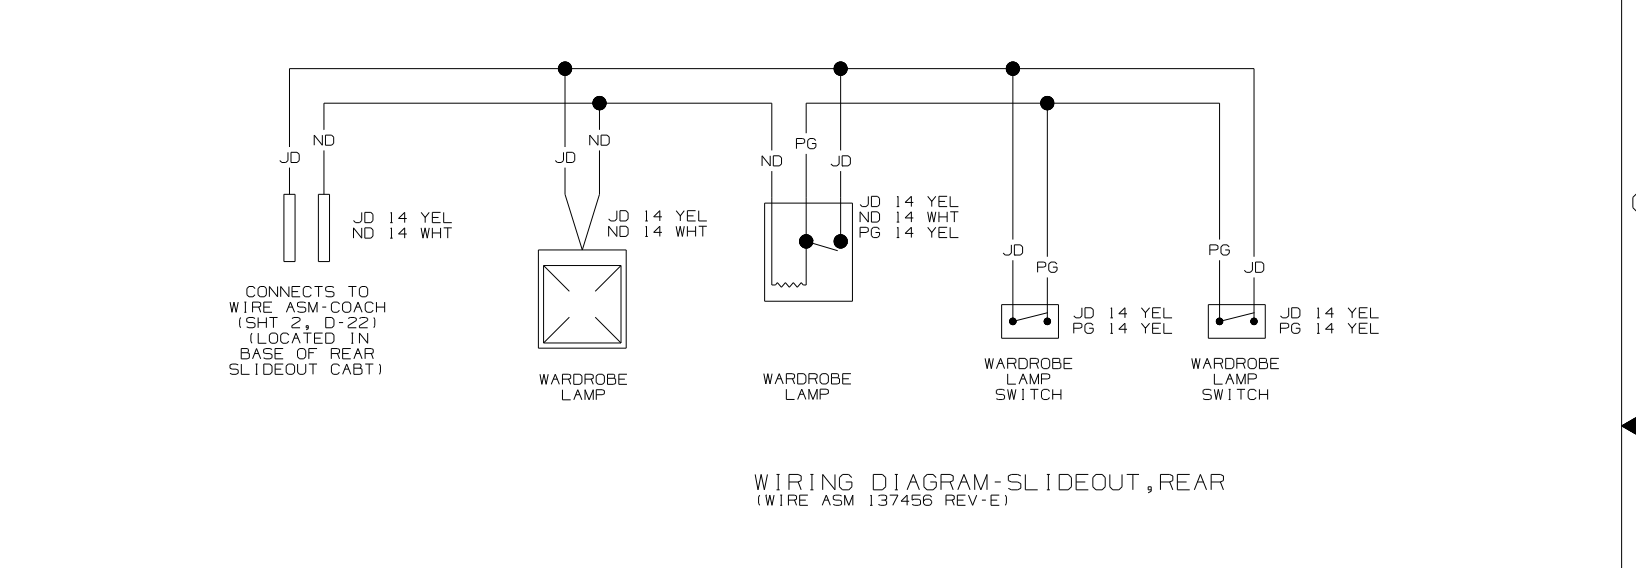 JD
ND
JD 14 YEL
ND 14 WHT
CONNECTS TO
WIRE ASM-COACH
(SHT 2, D-22)
(LOCATED IN
BASE OF REAR
SLIDEOUT CABT)
JD
ND
JD 14 YEL
ND 14 WHT
WARDROBE
LAMP
ND
PG
JD
JD 14 YEL
ND 14 WHT
PG 14 YEL
WARDROBE
LAMP
JD
PG
JD 14 YEL
PG 14 YEL
WARDROBE
LAMP
SWITCH
PG
JD
JD 14 YEL
PG 14 YEL
WARDROBE
LAMP
SWITCH
WIRING DIAGRAM-SLIDEOUT,REAR
(WIRE ASM 137456 REV-E)